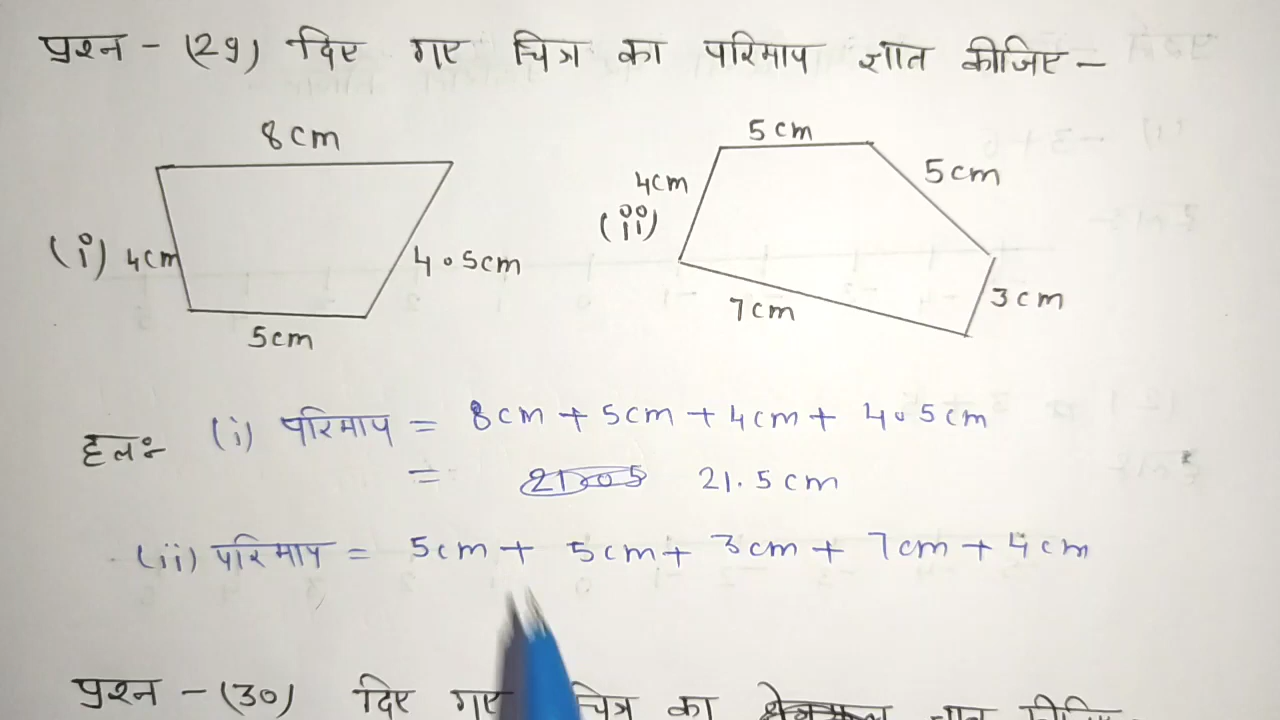 प्रश्न - (29) दिए गए चित्र का परिमाप ज्ञात कीजिए -
8cm
(i) 4cm
4.5cm
5cm
5cm
4cm
5cm
(ii)
3cm
7cm
हलः- (i) परिमाप = 8cm + 5cm + 4cm + 4.5cm
= 21.5cm
(ii) परिमाप = 5cm + 5cm + 3cm + 7cm + 4cm
प्रश्न - (30) दिए गए चित्र का